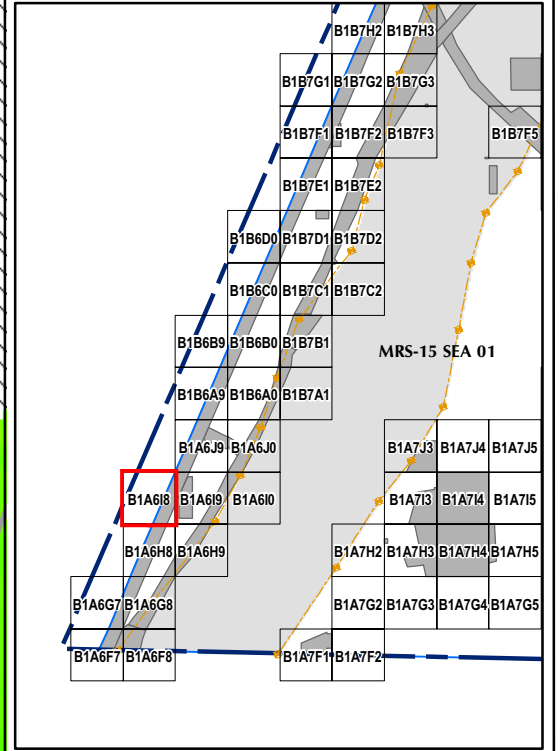 B1B7H2 B1B7H3
B1B7G1 B1B7G2 B1B7G3
B1B7F1 B1B7F2 B1B7F3 B1B7F5
B1B7E1 B1B7E2
B1B6D0 B1B7D1 B1B7D2
B1B6C0 B1B7C1 B1B7C2
B1B6B9 B1B6B0 B1B7B1
MRS-15 SEA 01
B1B6A9 B1B6A0 B1B7A1
B1A6J9 B1A6J0 B1A7J3 B1A7J4 B1A7J5
B1A6I8 B1A6I9 B1A6I0 B1A7I3 B1A7I4 B1A7I5
B1A6H8 B1A6H9 B1A7H2 B1A7H3 B1A7H4 B1A7H5
B1A6G7 B1A6G8 B1A7G2 B1A7G3 B1A7G4 B1A7G5
B1A6F7 B1A6F8 B1A7F1 B1A7F2